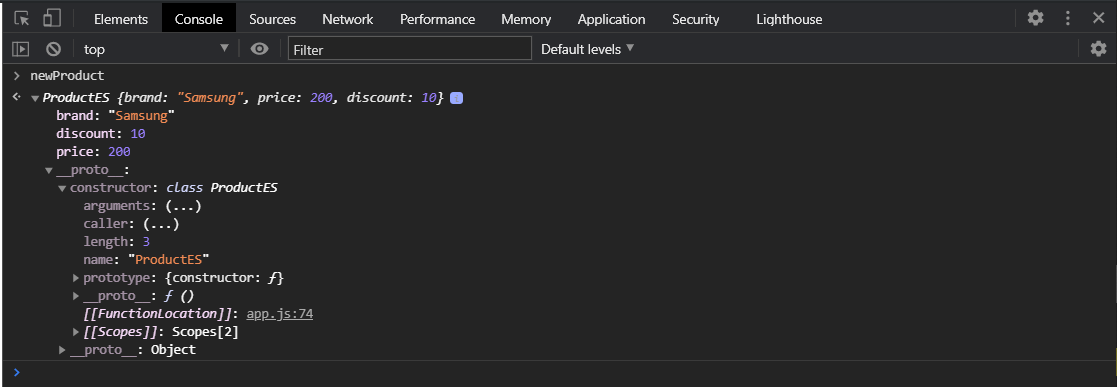 Elements Console Sources Network Performance Memory Application Security Lighthouse
top Filter Default levels
newProduct
ProductES {brand: "Samsung", price: 200, discount: 10}
brand: "Samsung"
discount: 10
price: 200
__proto__:
constructor: class ProductES
arguments: (...)
caller: (...)
length: 3
name: "ProductES"
prototype: {constructor: ƒ}
__proto__: ƒ ()
[[FunctionLocation]]: app.js:74
[[Scopes]]: Scopes[2]
__proto__: Object